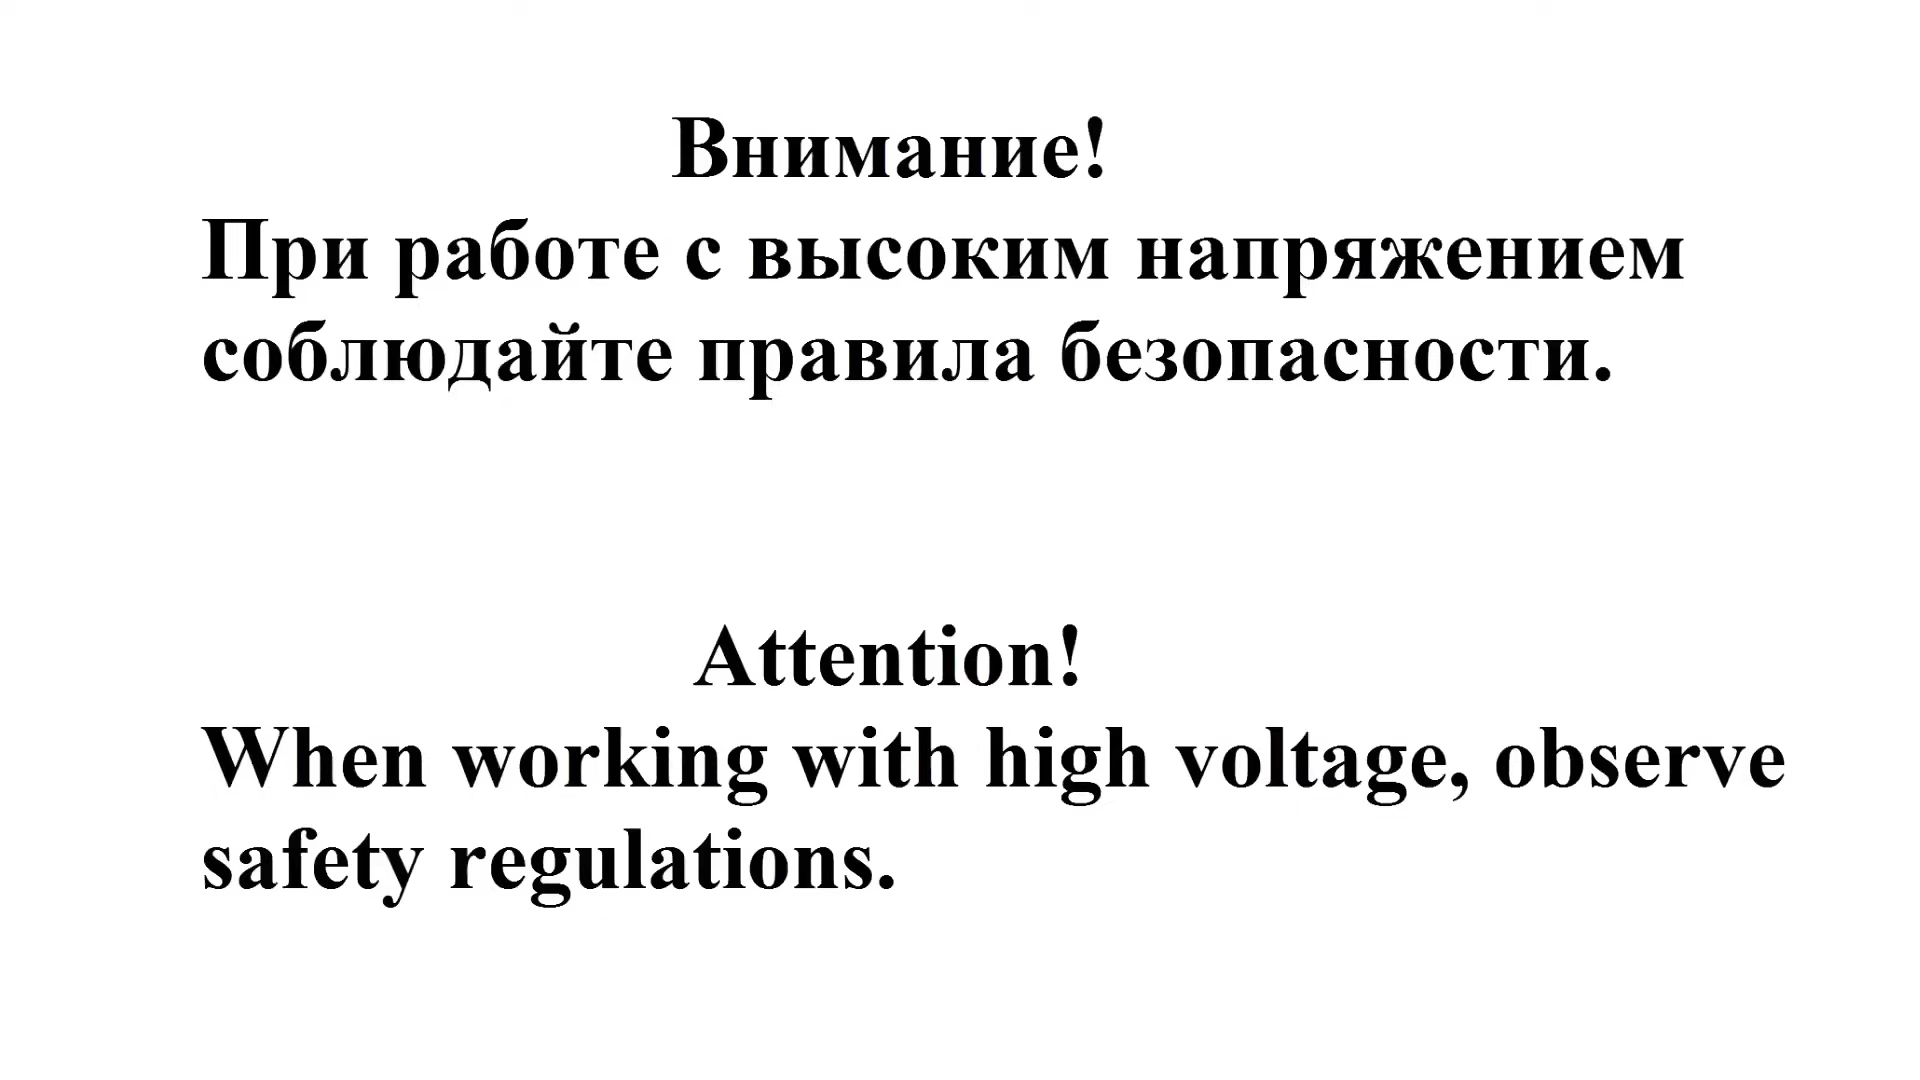 Внимание!
При работе с высоким напряжением
соблюдайте правила безопасности.
Attention!
When working with high voltage, observe
safety regulations.